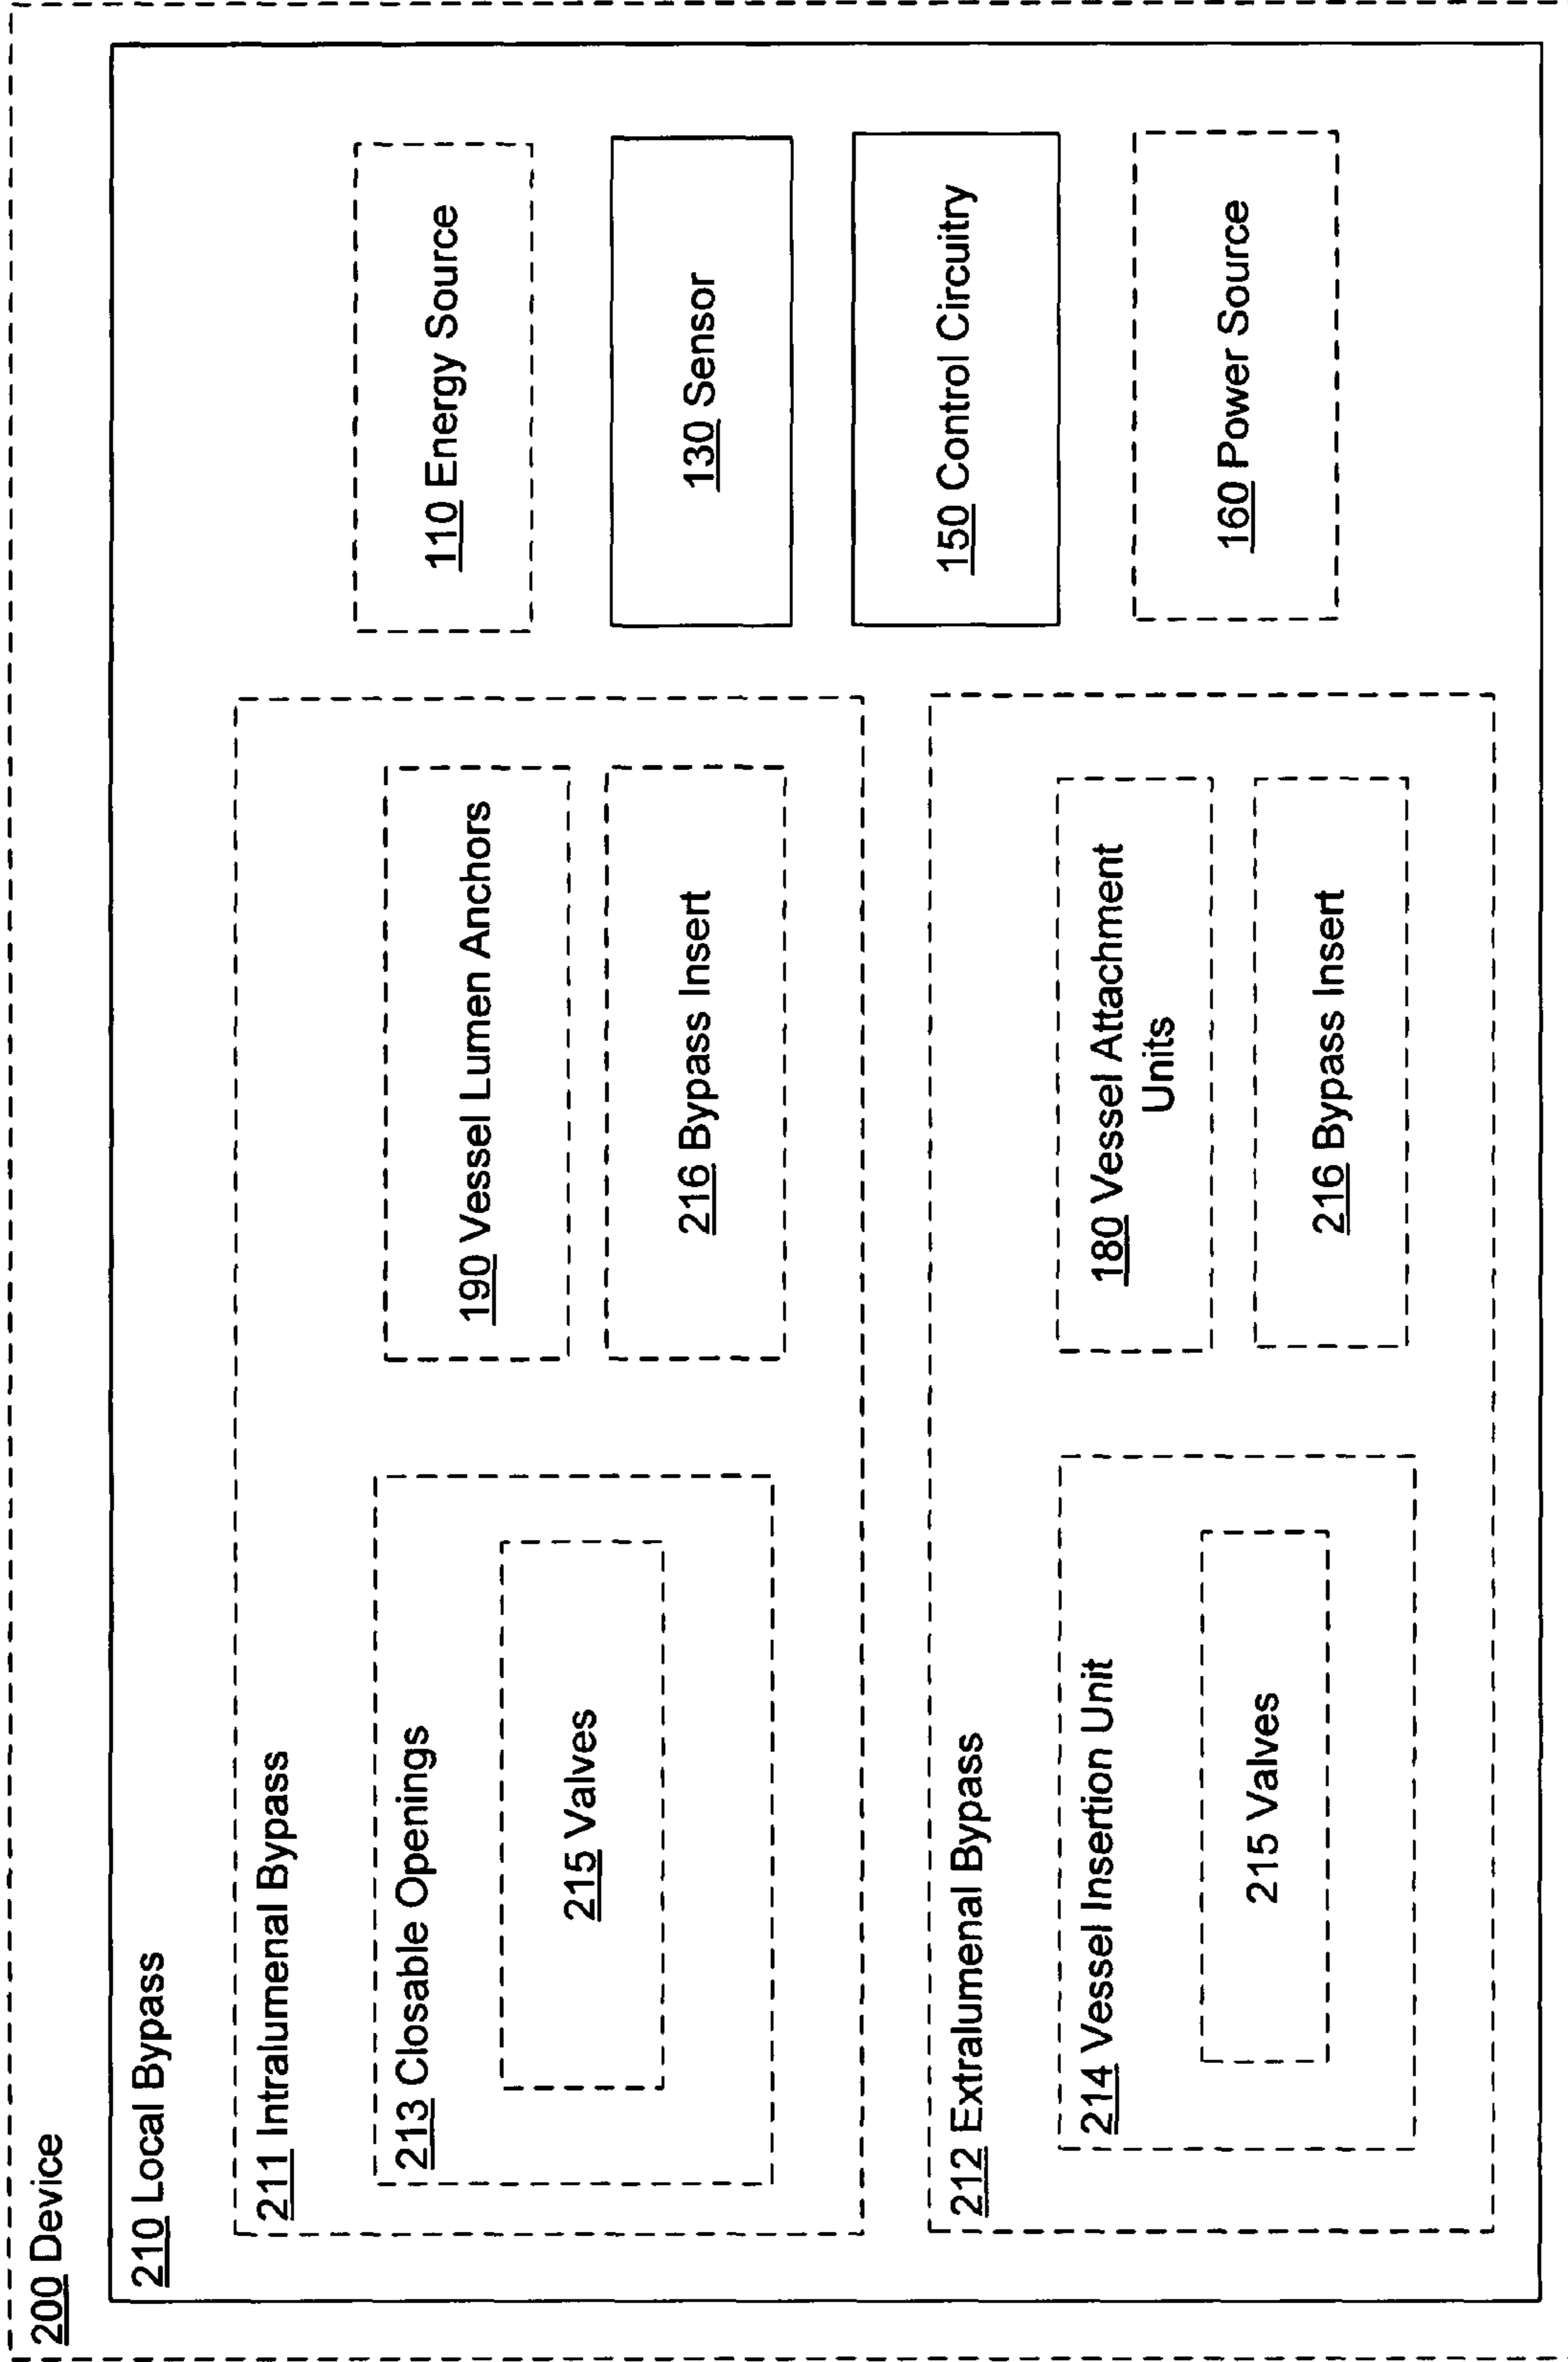 200 Device
210 Local Bypass
211 Intralumenal Bypass
213 Closable Openings
215 Valves
190 Vessel Lumen Anchors
216 Bypass Insert
212 Extralumenal Bypass
214 Vessel Insertion Unit
215 Valves
180 Vessel Attachment
Units
216 Bypass Insert
110 Energy Source
130 Sensor
150 Control Circuitry
160 Power Source